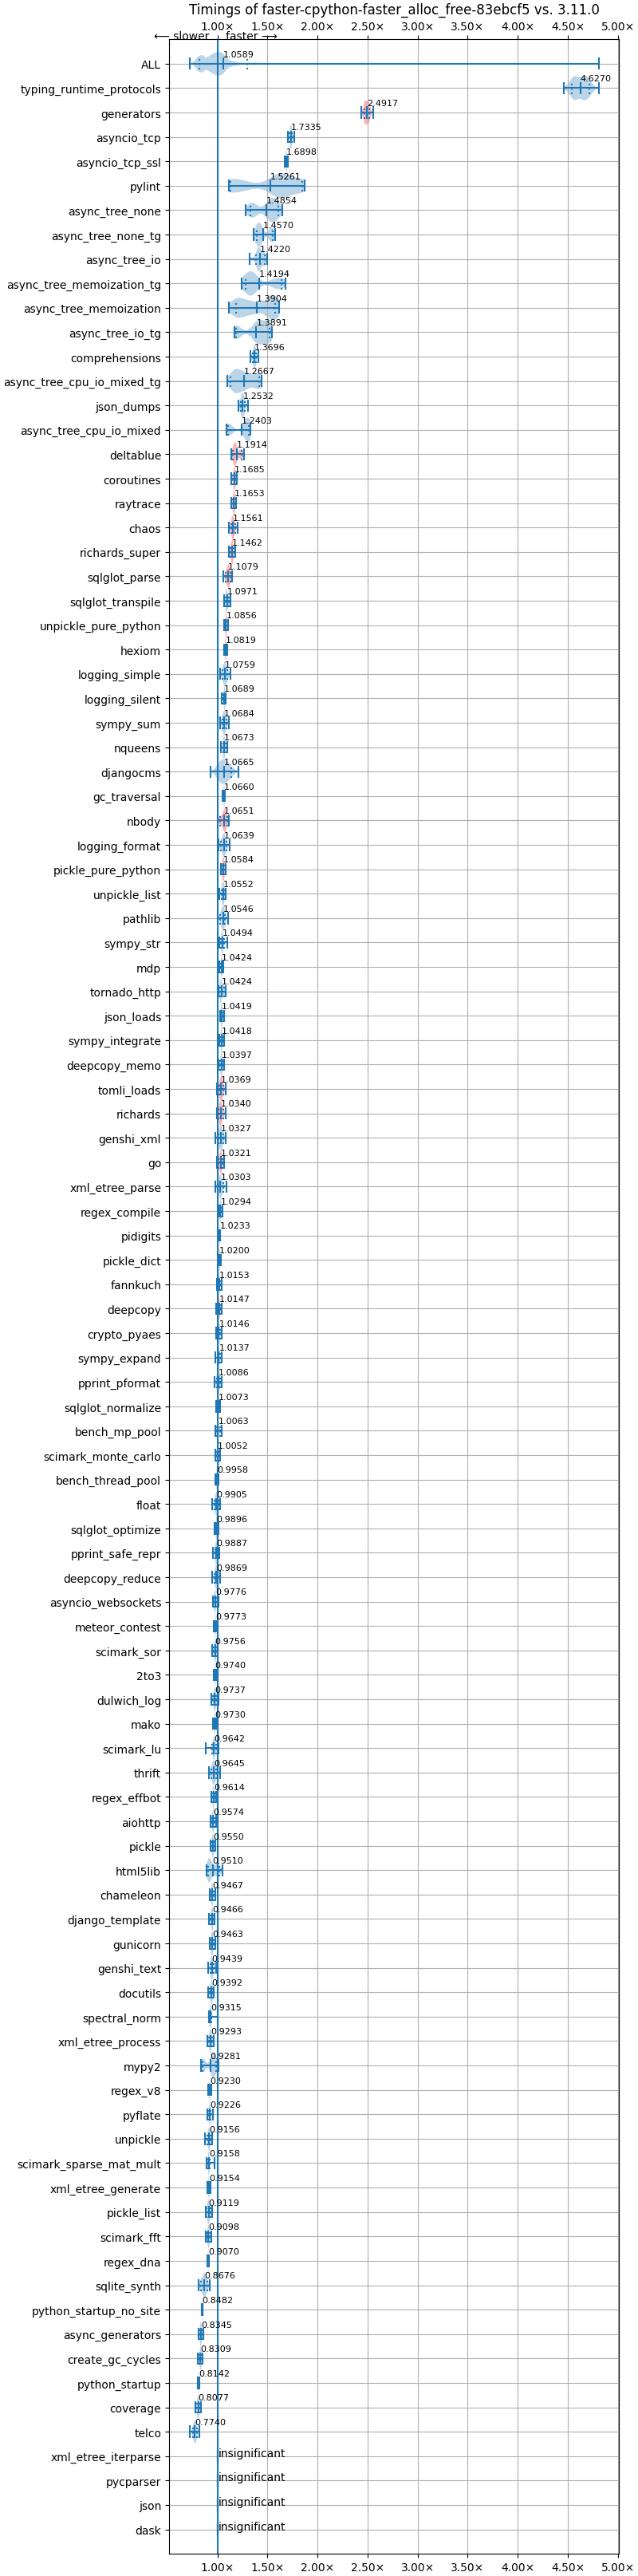 Timings of faster-cpython-faster_alloc_free-83ebcf5 vs. 3.11.0
1.00× 1.50× 2.00× 2.50× 3.00× 3.50× 4.00× 4.50× 5.00×
⟵ slower faster ⟶
ALL 1.0589
typing_runtime_protocols 4.6270
generators 2.4917
asyncio_tcp 1.7335
asyncio_tcp_ssl 1.6898
pylint 1.5261
async_tree_none 1.4854
async_tree_none_tg 1.4570
async_tree_io 1.4220
async_tree_memoization_tg 1.4194
async_tree_memoization 1.3904
async_tree_io_tg 1.3891
comprehensions 1.3696
async_tree_cpu_io_mixed_tg 1.2667
json_dumps 1.2532
async_tree_cpu_io_mixed 1.2403
deltablue 1.1914
coroutines 1.1685
raytrace 1.1653
chaos 1.1561
richards_super 1.1462
sqlglot_parse 1.1079
sqlglot_transpile 1.0971
unpickle_pure_python 1.0856
hexiom 1.0819
logging_simple 1.0759
logging_silent 1.0689
sympy_sum 1.0684
nqueens 1.0673
djangocms 1.0665
gc_traversal 1.0660
nbody 1.0651
logging_format 1.0639
pickle_pure_python 1.0584
unpickle_list 1.0552
pathlib 1.0546
sympy_str 1.0494
mdp 1.0424
tornado_http 1.0424
json_loads 1.0419
sympy_integrate 1.0418
deepcopy_memo 1.0397
tomli_loads 1.0369
richards 1.0340
genshi_xml 1.0327
go 1.0321
xml_etree_parse 1.0303
regex_compile 1.0294
pidigits 1.0233
pickle_dict 1.0200
fannkuch 1.0153
deepcopy 1.0147
crypto_pyaes 1.0146
sympy_expand 1.0137
pprint_pformat 1.0086
sqlglot_normalize 1.0073
bench_mp_pool 1.0063
scimark_monte_carlo 1.0052
bench_thread_pool 0.9958
float 0.9905
sqlglot_optimize 0.9896
pprint_safe_repr 0.9887
deepcopy_reduce 0.9869
asyncio_websockets 0.9776
meteor_contest 0.9773
scimark_sor 0.9756
2to3 0.9740
dulwich_log 0.9737
mako 0.9730
scimark_lu 0.9642
thrift 0.9645
regex_effbot 0.9614
aiohttp 0.9574
pickle 0.9550
html5lib 0.9510
chameleon 0.9467
django_template 0.9466
gunicorn 0.9463
genshi_text 0.9439
docutils 0.9392
spectral_norm 0.9315
xml_etree_process 0.9293
mypy2 0.9281
regex_v8 0.9230
pyflate 0.9226
unpickle 0.9156
scimark_sparse_mat_mult 0.9158
xml_etree_generate 0.9154
pickle_list 0.9119
scimark_fft 0.9098
regex_dna 0.9070
sqlite_synth 0.8676
python_startup_no_site 0.8482
async_generators 0.8345
create_gc_cycles 0.8309
python_startup 0.8142
coverage 0.8077
telco 0.7740
xml_etree_iterparse insignificant
pycparser insignificant
json insignificant
dask insignificant
1.00× 1.50× 2.00× 2.50× 3.00× 3.50× 4.00× 4.50× 5.00×